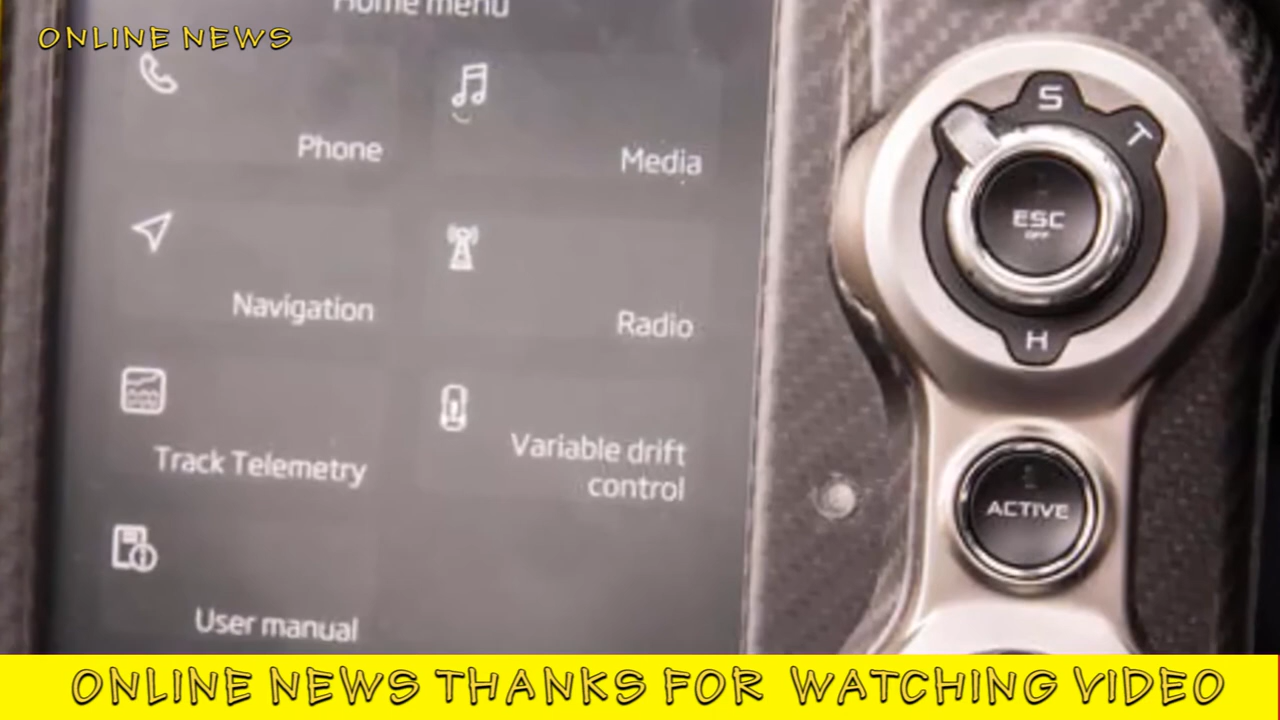 Home menu
ONLINE NEWS
Phone
Media
Navigation
Radio
Track Telemetry
Variable drift
control
User manual
S
T
ESC
OFF
H
ACTIVE
ONLINE NEWS THANKS FOR WATCHING VIDEO